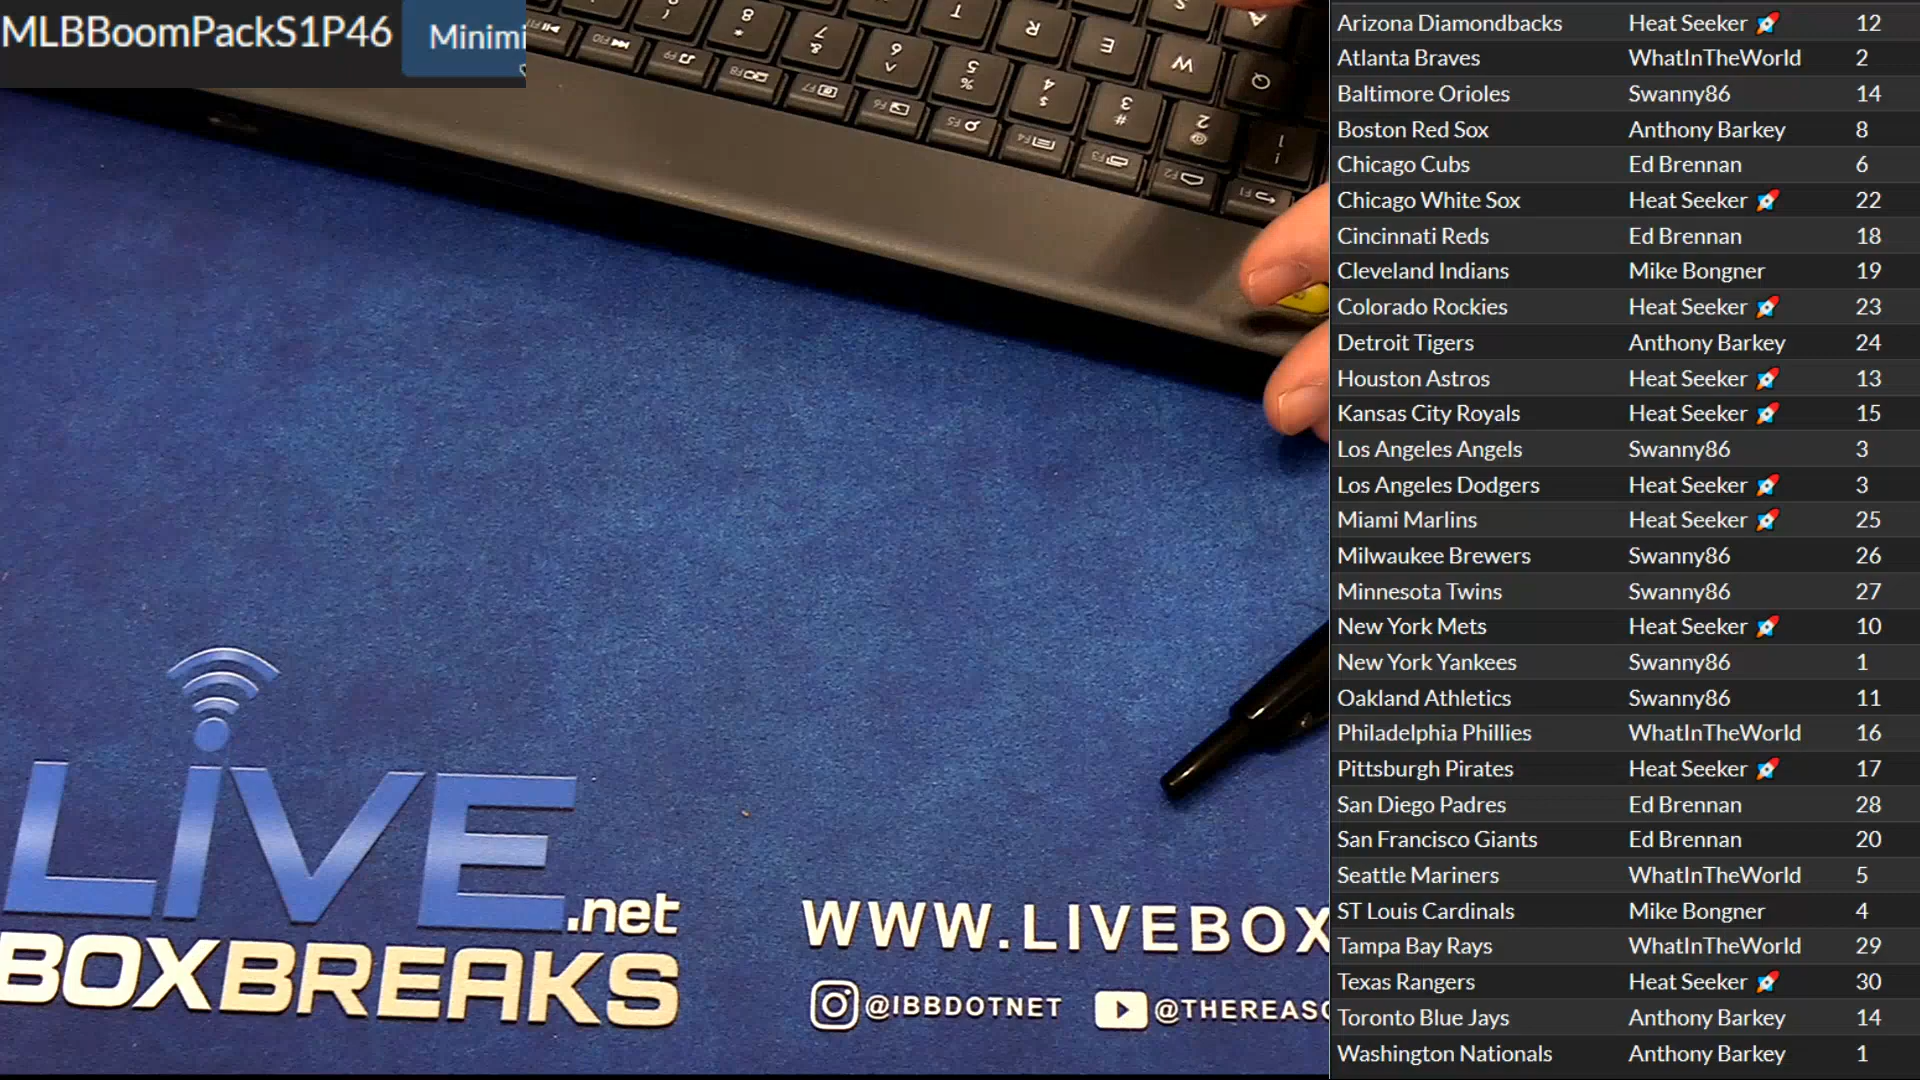 MLBBoomPackS1P46
Minimi
LiVE.net
BOXBREAKS
WWW.LIVEBOX
@IBBDOTNET
@THEREASO
Arizona Diamondbacks Heat Seeker 🚀 12
Atlanta Braves WhatInTheWorld 2
Baltimore Orioles Swanny86 14
Boston Red Sox Anthony Barkey 8
Chicago Cubs Ed Brennan 6
Chicago White Sox Heat Seeker 🚀 22
Cincinnati Reds Ed Brennan 18
Cleveland Indians Mike Bongner 19
Colorado Rockies Heat Seeker 🚀 23
Detroit Tigers Anthony Barkey 24
Houston Astros Heat Seeker 🚀 13
Kansas City Royals Heat Seeker 🚀 15
Los Angeles Angels Swanny86 3
Los Angeles Dodgers Heat Seeker 🚀 3
Miami Marlins Heat Seeker 🚀 25
Milwaukee Brewers Swanny86 26
Minnesota Twins Swanny86 27
New York Mets Heat Seeker 🚀 10
New York Yankees Swanny86 1
Oakland Athletics Swanny86 11
Philadelphia Phillies WhatInTheWorld 16
Pittsburgh Pirates Heat Seeker 🚀 17
San Diego Padres Ed Brennan 28
San Francisco Giants Ed Brennan 20
Seattle Mariners WhatInTheWorld 5
ST Louis Cardinals Mike Bongner 4
Tampa Bay Rays WhatInTheWorld 29
Texas Rangers Heat Seeker 🚀 30
Toronto Blue Jays Anthony Barkey 14
Washington Nationals Anthony Barkey 1